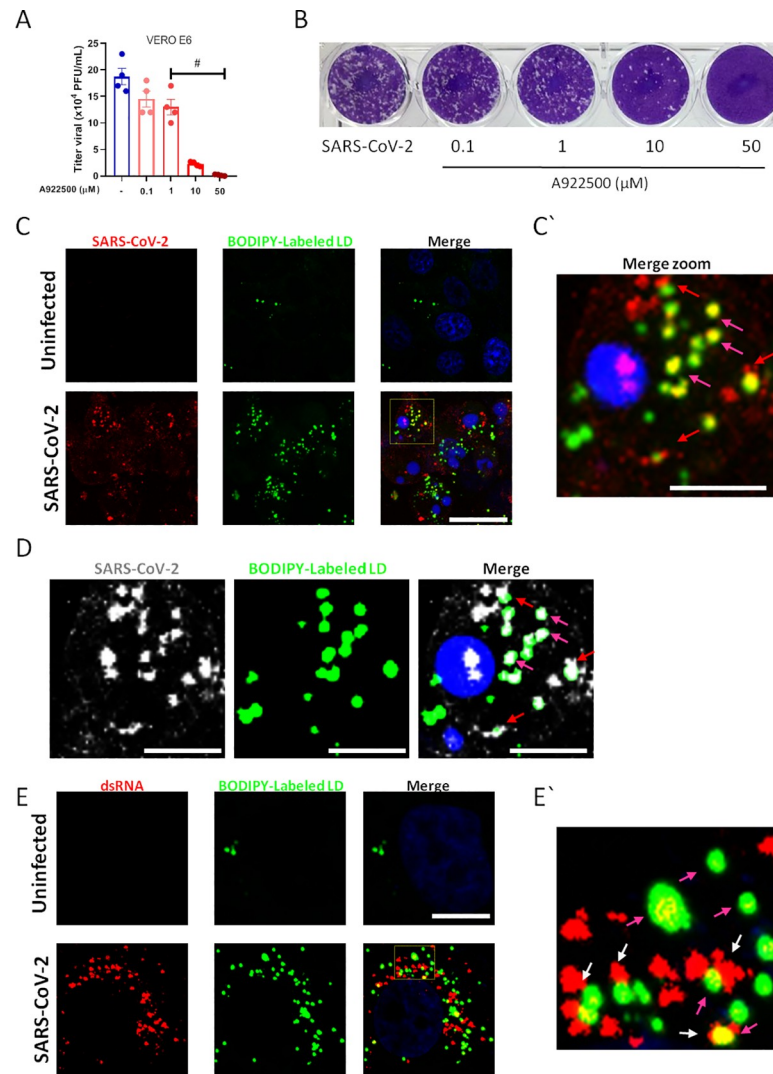 A
VERO E6
#
Titer viral (x10⁴ PFU/mL)
25
20
15
10
5
0
A922500 (μM) - 0.1 1 10 50
B
SARS-CoV-2 0.1 1 10 50
A922500 (μM)
C
SARS-CoV-2 BODIPY-Labeled LD Merge
Uninfected
SARS-CoV-2
C`
Merge zoom
D
SARS-CoV-2 BODIPY-Labeled LD Merge
E
dsRNA BODIPY-Labeled LD Merge
Uninfected
SARS-CoV-2
E`